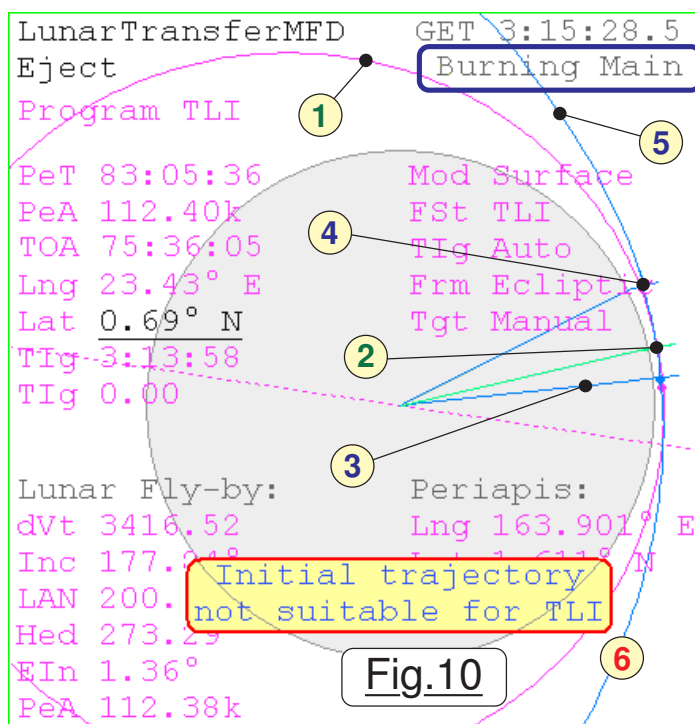 LunarTransferMFD GET 3:15:28.5
Eject Burning Main
1
Program TLI
5
PeT 83:05:36 Mod Surface
PeA 112.40k FSt TLI
4
TOA 75:36:05 TIg Auto
Lng 23.43° E Frm Ecliptic
Lat 0.69° N Tgt Manual
2
TIg 3:13:58
TIg 0.00
3
Lunar Fly-by: Periapis:
dVt 3416.52 Lng 163.901° E
Inc 177. N
Initial trajectory
LAN 200.
not suitable for TLI
Hed 273.29
6
EIn 1.36°
Fig.10
PeA 112.38k